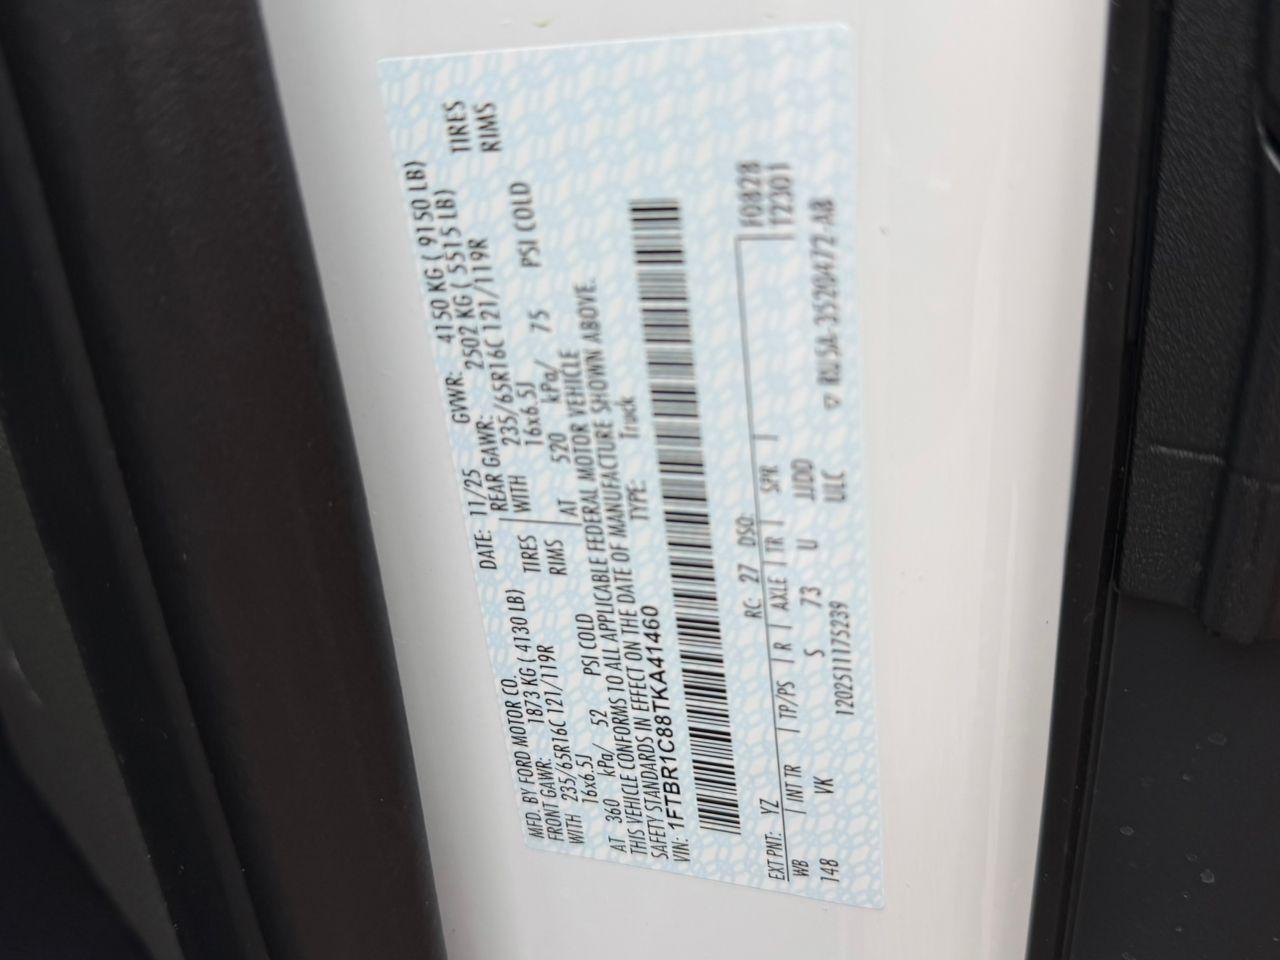 MFD. BY FORD MOTOR CO. DATE: 11/25 GVWR: 4150 KG ( 9150 LB)
FRONT GAWR: 1873 KG ( 4130 LB) REAR GAWR: 2502 KG ( 5515 LB)
WITH 235/65R16C 121/119R TIRES WITH 235/65R16C 121/119R TIRES
16x6.5J RIMS 16x6.5J RIMS
AT 360 kPa/ 52 PSI COLD AT 520 kPa/ 75 PSI COLD
THIS VEHICLE CONFORMS TO ALL APPLICABLE FEDERAL MOTOR VEHICLE
SAFETY STANDARDS IN EFFECT ON THE DATE OF MANUFACTURE SHOWN ABOVE.
VIN: 1FTBR1C88TKA41460 TYPE: Truck
EXT PNT: YZ RC: 27 DSO: F0828
WB INT TR TP/PS R AXLE TR SPR T2301
148 VK S 73 U JJDD
1202511175239 ULC ▽ RU5A-3520472-AB